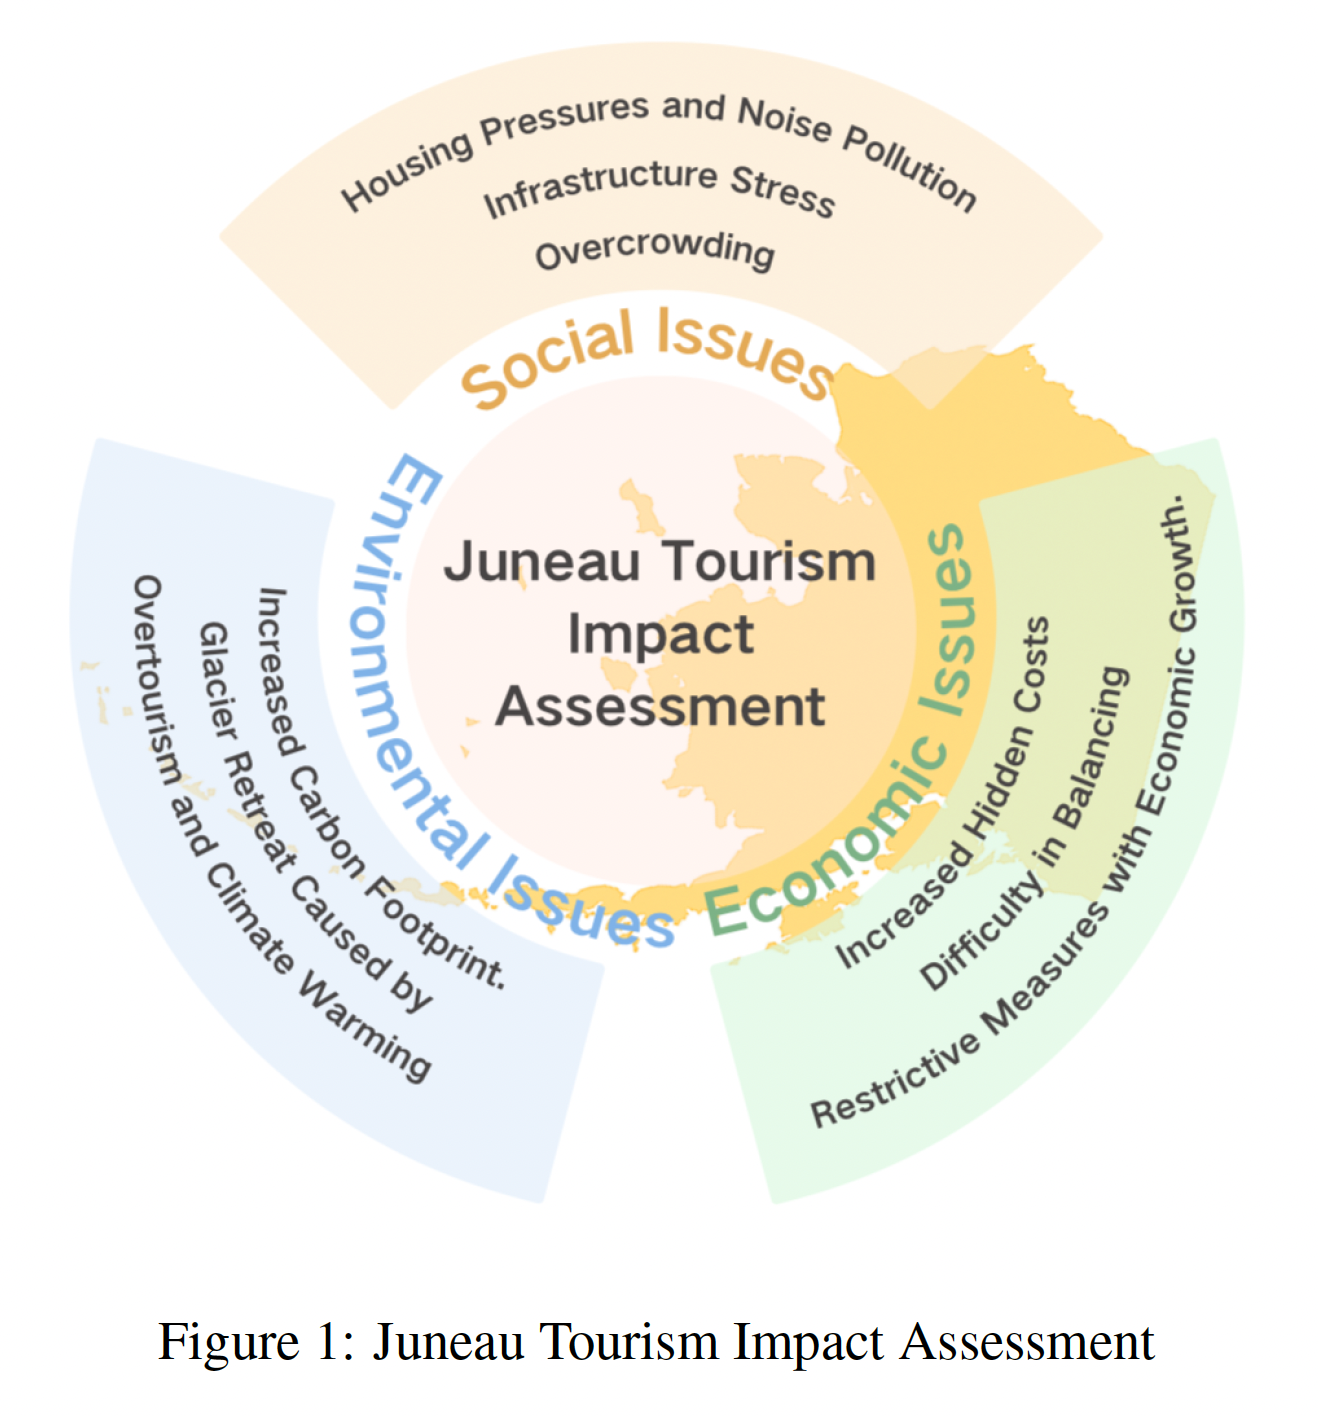 Housing Pressures and Noise Pollution
Infrastructure Stress
Overcrowding
Social Issues
Environmental Issues
Increased Carbon Footprint.
Glacier Retreat Caused by
Overtourism and Climate Warming
Juneau Tourism
Impact
Assessment
Economic Issues
Increased Hidden Costs
Difficulty in Balancing
Restrictive Measures with Economic Growth.
Figure 1: Juneau Tourism Impact Assessment